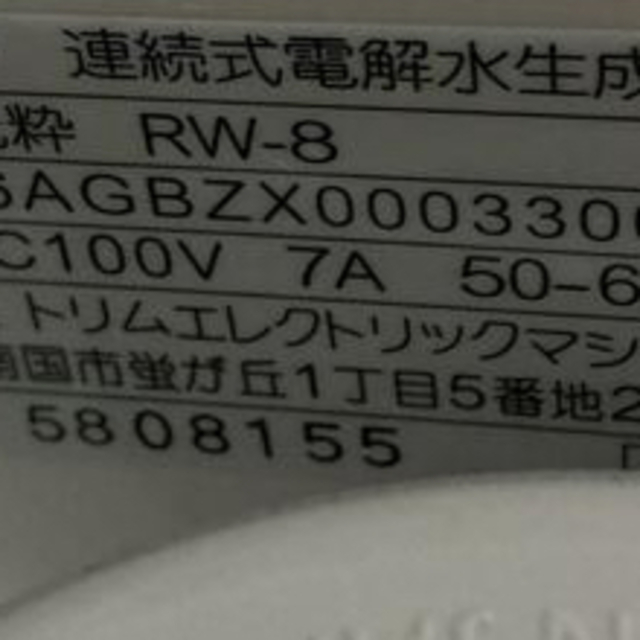 連続式電解水生成
粋 RW-8
AGBZX000330
C100V 7A 50-6
トリムエレクトリックマシ
国市蛍が丘1丁目5番地2
5808155